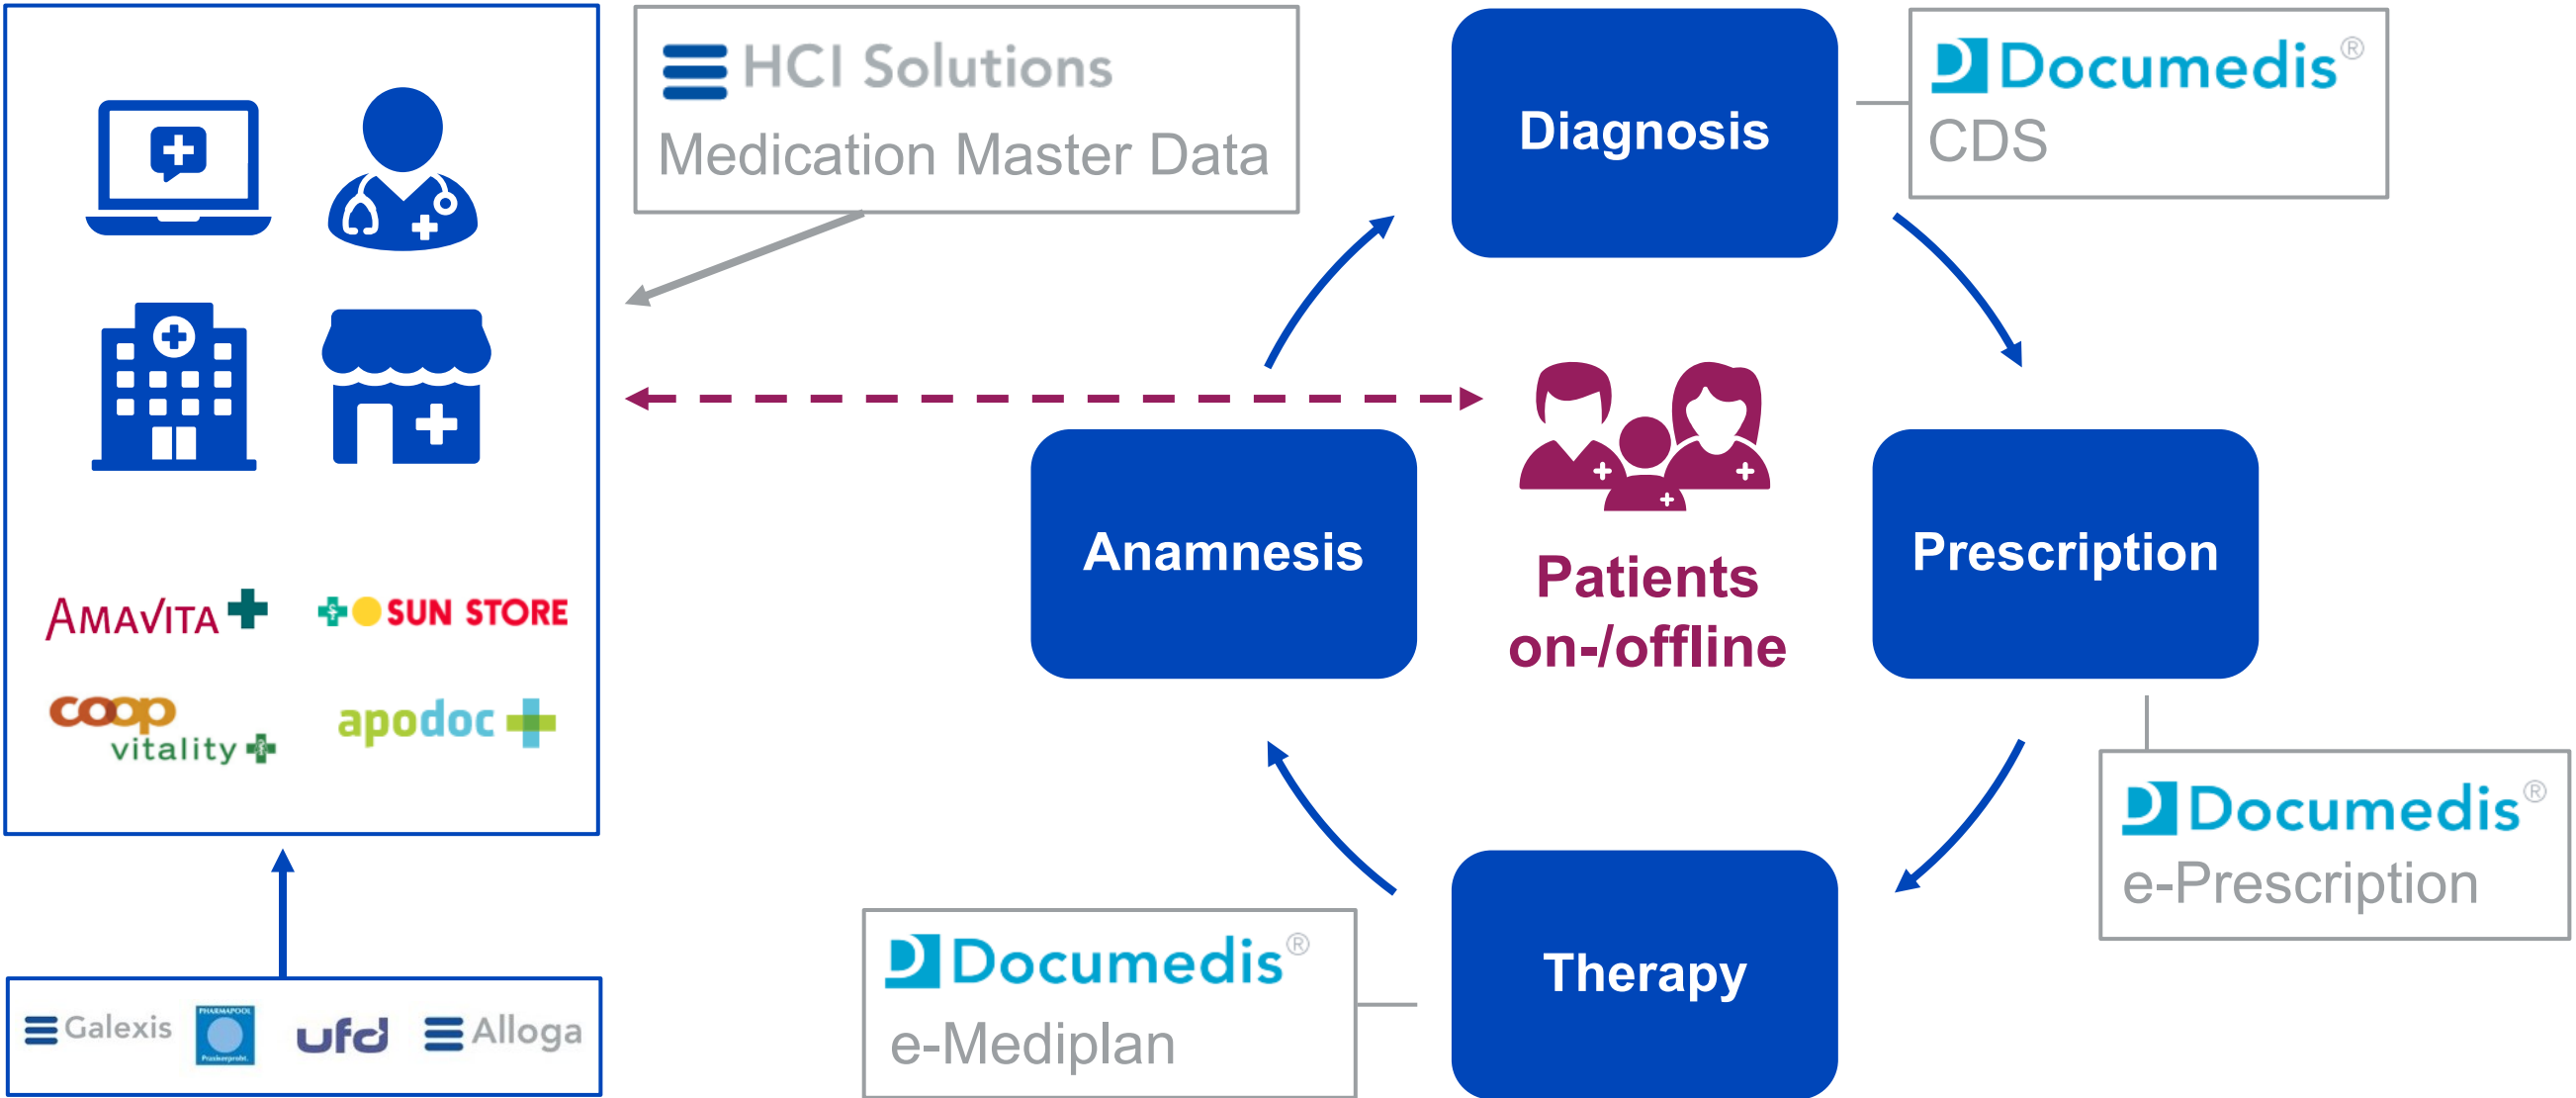 HCI Solutions
Medication Master Data
Diagnosis
Documedis®
CDS
Anamnesis
Patients
on-/offline
Prescription
AMAVITA
SUN STORE
coop
vitality
apodoc
Documedis®
e-Prescription
Documedis®
e-Mediplan
Therapy
Galexis
PHARMAPOOL
ufd
Alloga